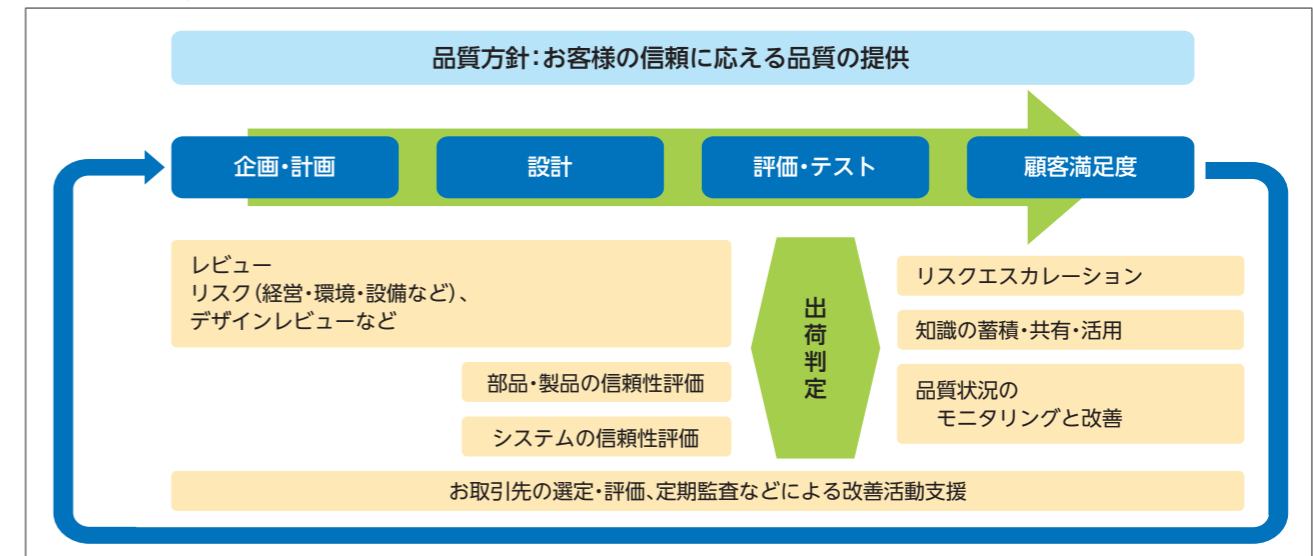 品質方針:お客様の信頼に応える品質の提供
企画・計画
設計
評価・テスト
顧客満足度
レビュー
リスク(経営・環境・設備など)、
デザインレビューなど
部品・製品の信頼性評価
システムの信頼性評価
出荷判定
リスクエスカレーション
知識の蓄積・共有・活用
品質状況の
モニタリングと改善
お取引先の選定・評価、定期監査などによる改善活動支援